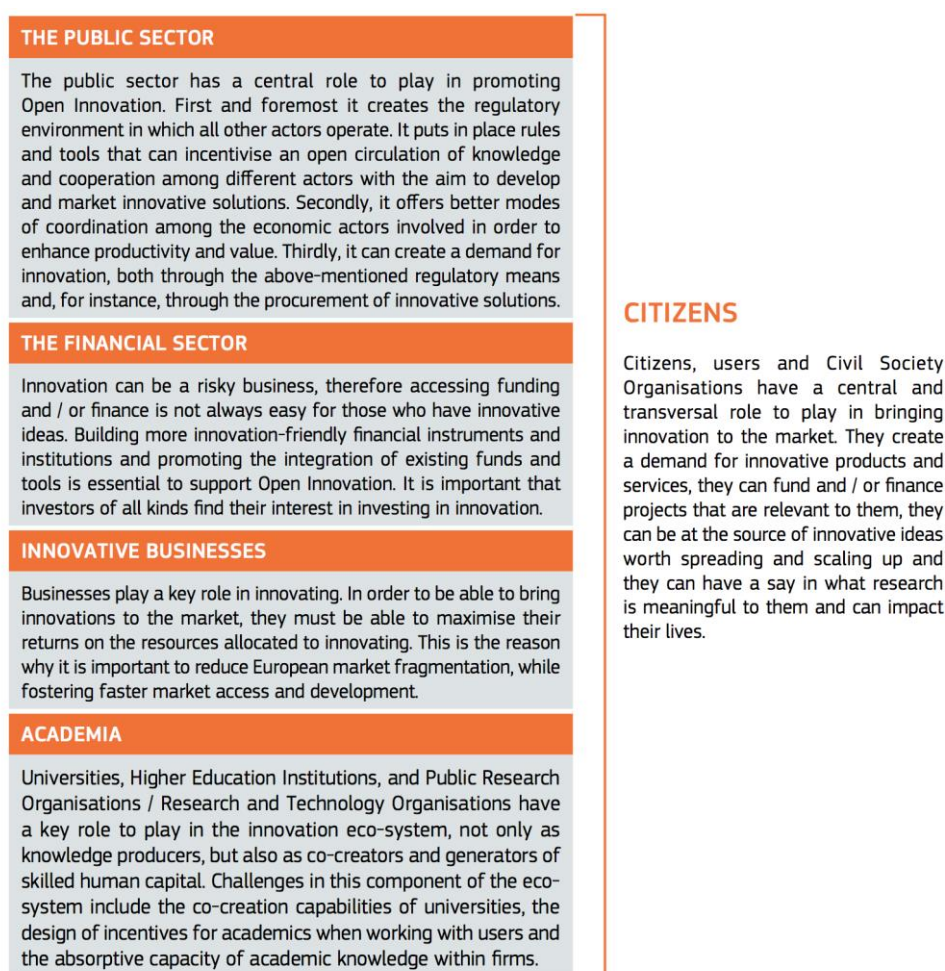 THE PUBLIC SECTOR
The public sector has a central role to play in promoting
Open Innovation. First and foremost it creates the regulatory
environment in which all other actors operate. It puts in place rules
and tools that can incentivise an open circulation of knowledge
and cooperation among different actors with the aim to develop
and market innovative solutions. Secondly, it offers better modes
of coordination among the economic actors involved in order to
enhance productivity and value. Thirdly, it can create a demand for
innovation, both through the above-mentioned regulatory means
and, for instance, through the procurement of innovative solutions.
THE FINANCIAL SECTOR
Innovation can be a risky business, therefore accessing funding
and / or finance is not always easy for those who have innovative
ideas. Building more innovation-friendly financial instruments and
institutions and promoting the integration of existing funds and
tools is essential to support Open Innovation. It is important that
investors of all kinds find their interest in investing in innovation.
INNOVATIVE BUSINESSES
Businesses play a key role in innovating. In order to be able to bring
innovations to the market, they must be able to maximise their
returns on the resources allocated to innovating. This is the reason
why it is important to reduce European market fragmentation, while
fostering faster market access and development.
ACADEMIA
Universities, Higher Education Institutions, and Public Research
Organisations / Research and Technology Organisations have
a key role to play in the innovation eco-system, not only as
knowledge producers, but also as co-creators and generators of
skilled human capital. Challenges in this component of the eco-
system include the co-creation capabilities of universities, the
design of incentives for academics when working with users and
the absorptive capacity of academic knowledge within firms.
CITIZENS
Citizens, users and Civil Society
Organisations have a central and
transversal role to play in bringing
innovation to the market. They create
a demand for innovative products and
services, they can fund and / or finance
projects that are relevant to them, they
can be at the source of innovative ideas
worth spreading and scaling up and
they can have a say in what research
is meaningful to them and can impact
their lives.